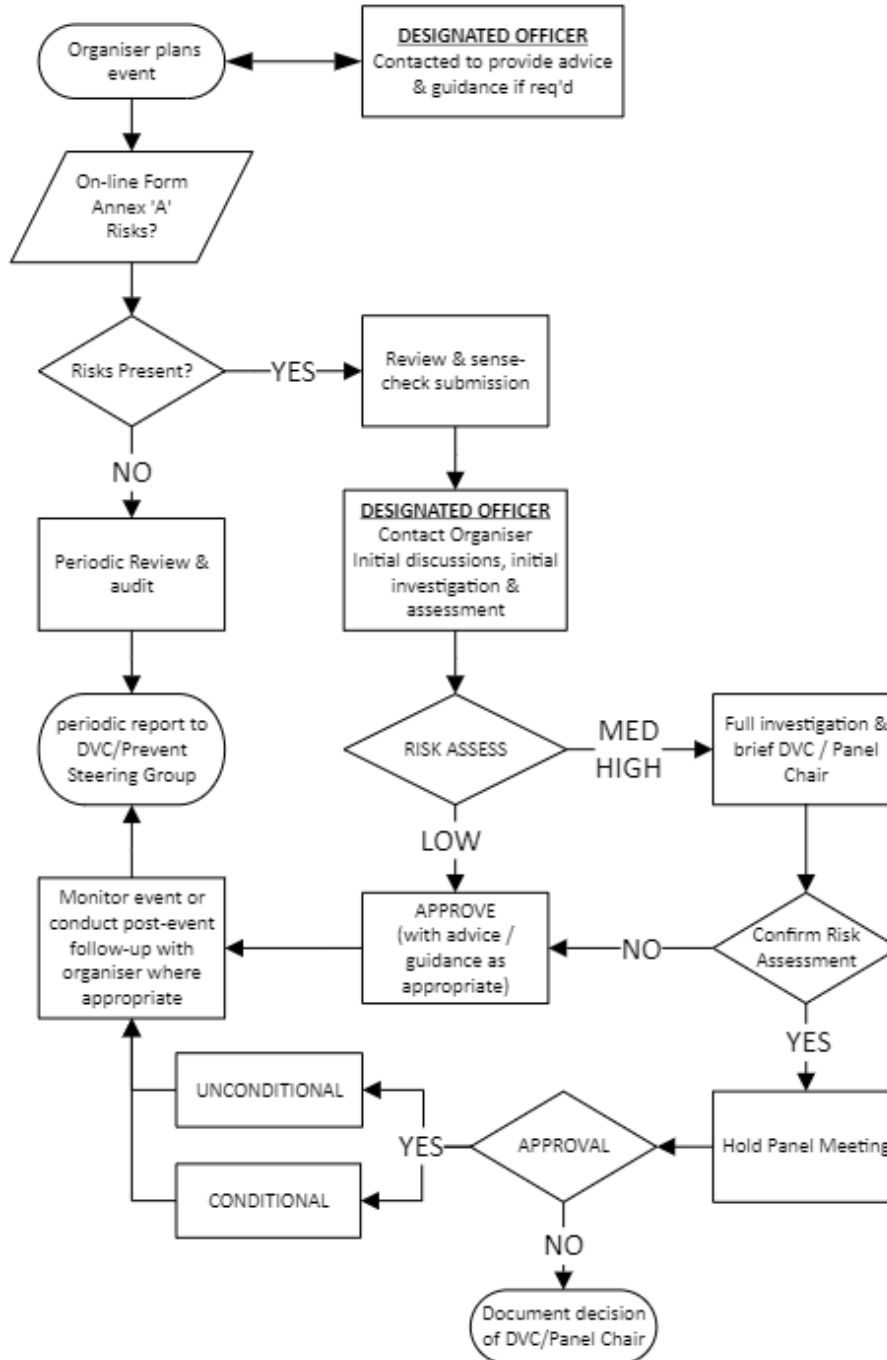 Organiser plans
event
DESIGNATED OFFICER
Contacted to provide advice
& guidance if req'd
On-line Form
Annex 'A'
Risks?
Risks Present?
YES
Review & sense-
check submission
NO
DESIGNATED OFFICER
Contact Organiser
Initial discussions, initial
investigation &
assessment
Periodic Review &
audit
periodic report to
DVC/Prevent
Steering Group
RISK ASSESS
MED
HIGH
Full investigation &
brief DVC / Panel
Chair
LOW
Monitor event or
conduct post-event
follow-up with
organiser where
appropriate
APPROVE
(with advice /
guidance as
appropriate)
NO
Confirm Risk
Assessment
YES
UNCONDITIONAL
CONDITIONAL
YES
APPROVAL
Hold Panel Meeting
NO
Document decision
of DVC/Panel Chair